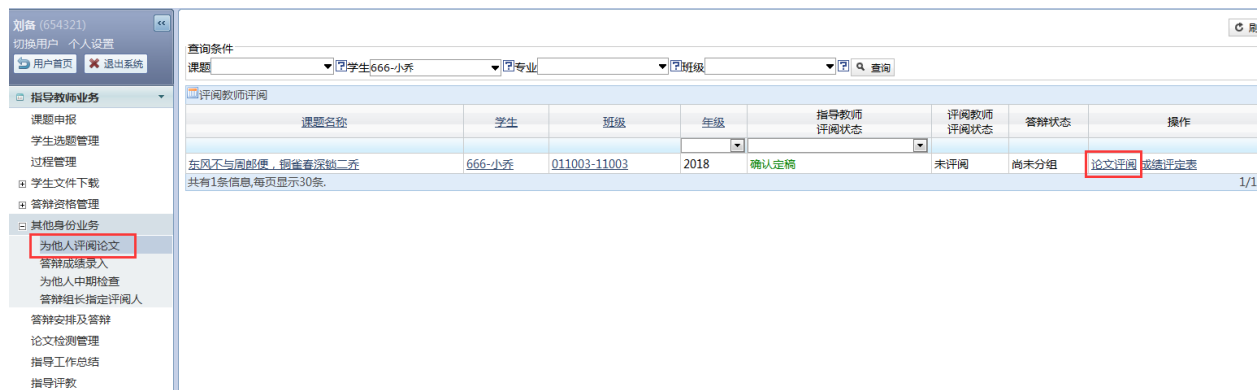 刘备 (654321)
切换用户 个人设置
用户首页 退出系统
指导教师业务
课题申报
学生选题管理
过程管理
学生文件下载
答辩资格管理
其他身份业务
为他人评阅论文
答辩成绩录入
为他人中期检查
答辩组长指定评阅人
答辩安排及答辩
论文检测管理
指导工作总结
指导评教
刷
查询条件
课题 学生 666-小乔 专业 班级 查询
评阅教师评阅
课题名称 学生 班级 年级 指导教师 评阅教师 答辩状态 操作
评阅状态 评阅状态
东风不与周郎便，铜雀春深锁二乔 666-小乔 011003-11003 2018 确认定稿 未评阅 尚未分组 论文评阅 成绩评定表
共有1条信息,每页显示30条. 1/1